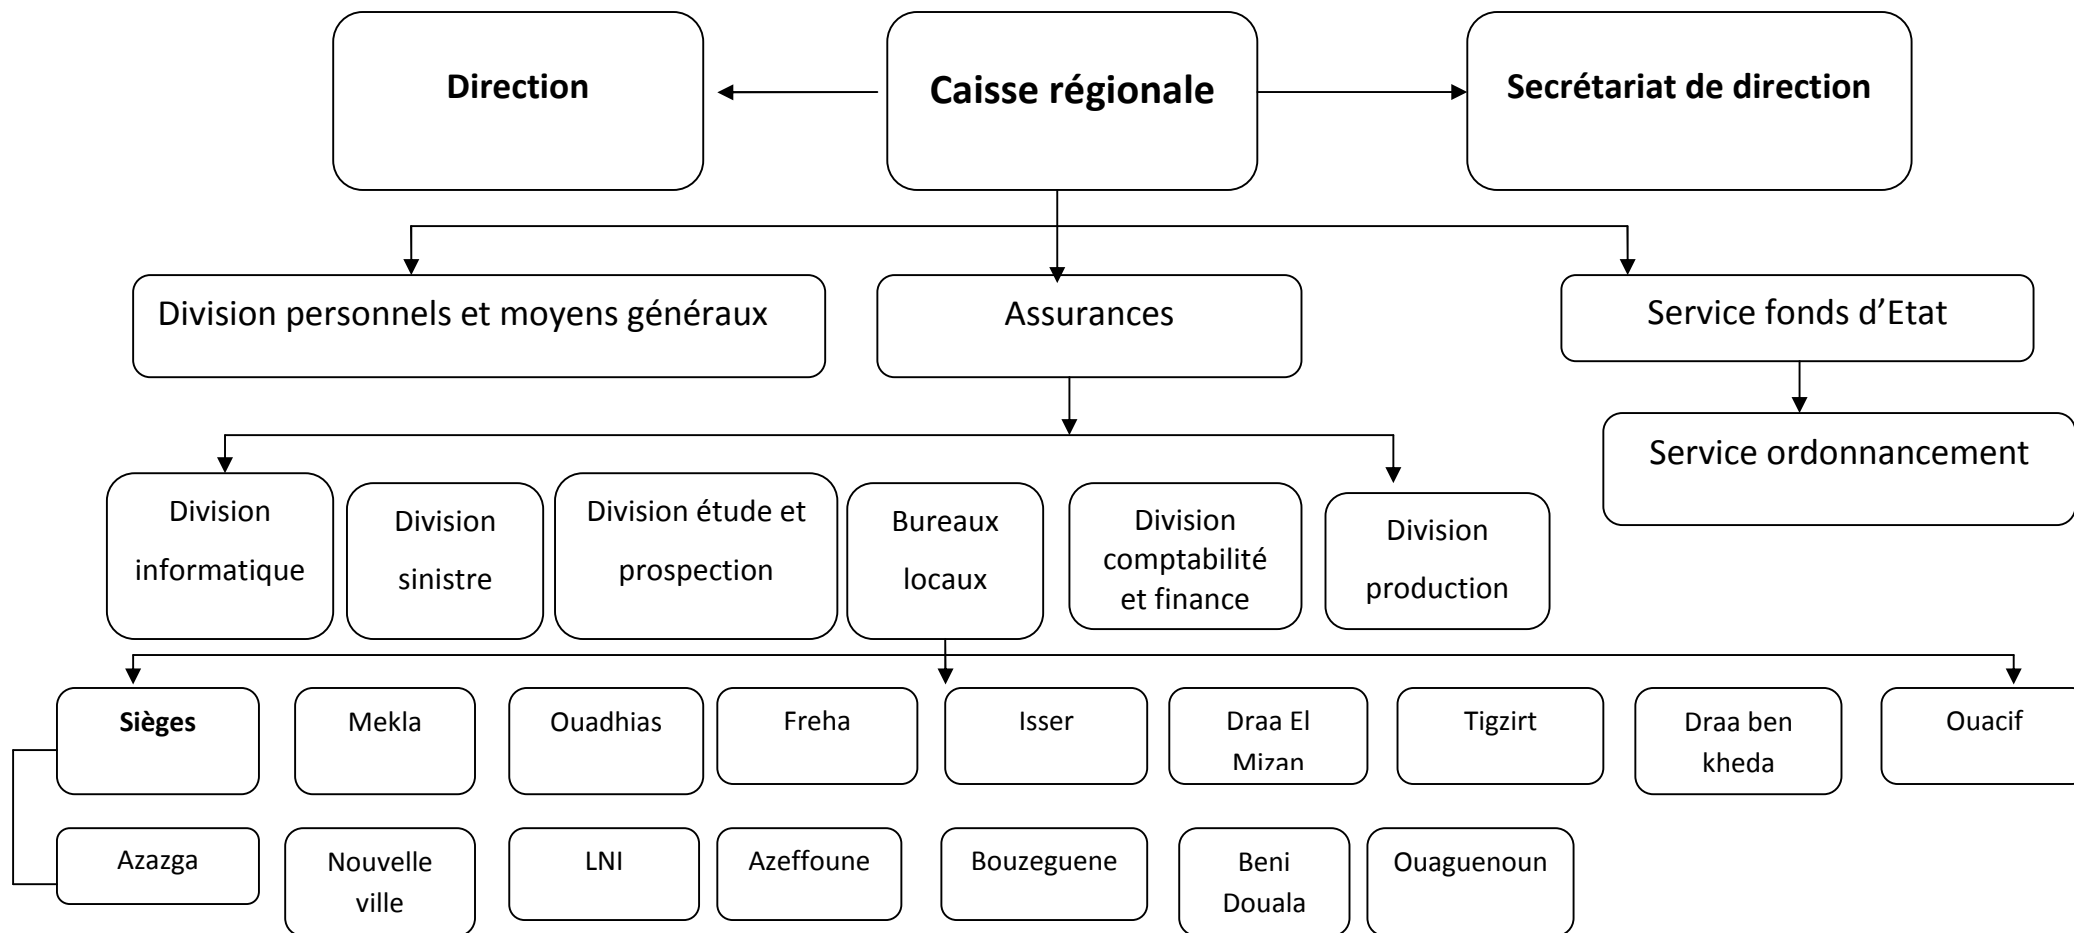 Direction
Caisse régionale
Secrétariat de direction
Division personnels et moyens généraux
Assurances
Service fonds d’Etat
Service ordonnancement
Division
informatique
Division
sinistre
Division étude et
prospection
Bureaux
locaux
Division
comptabilité
et finance
Division
production
Sièges
Mekla
Ouadhias
Freha
Isser
Draa El
Mizan
Tigzirt
Draa ben
kheda
Ouacif
Azazga
Nouvelle
ville
LNI
Azeffoune
Bouzeguene
Beni
Douala
Ouaguenoun